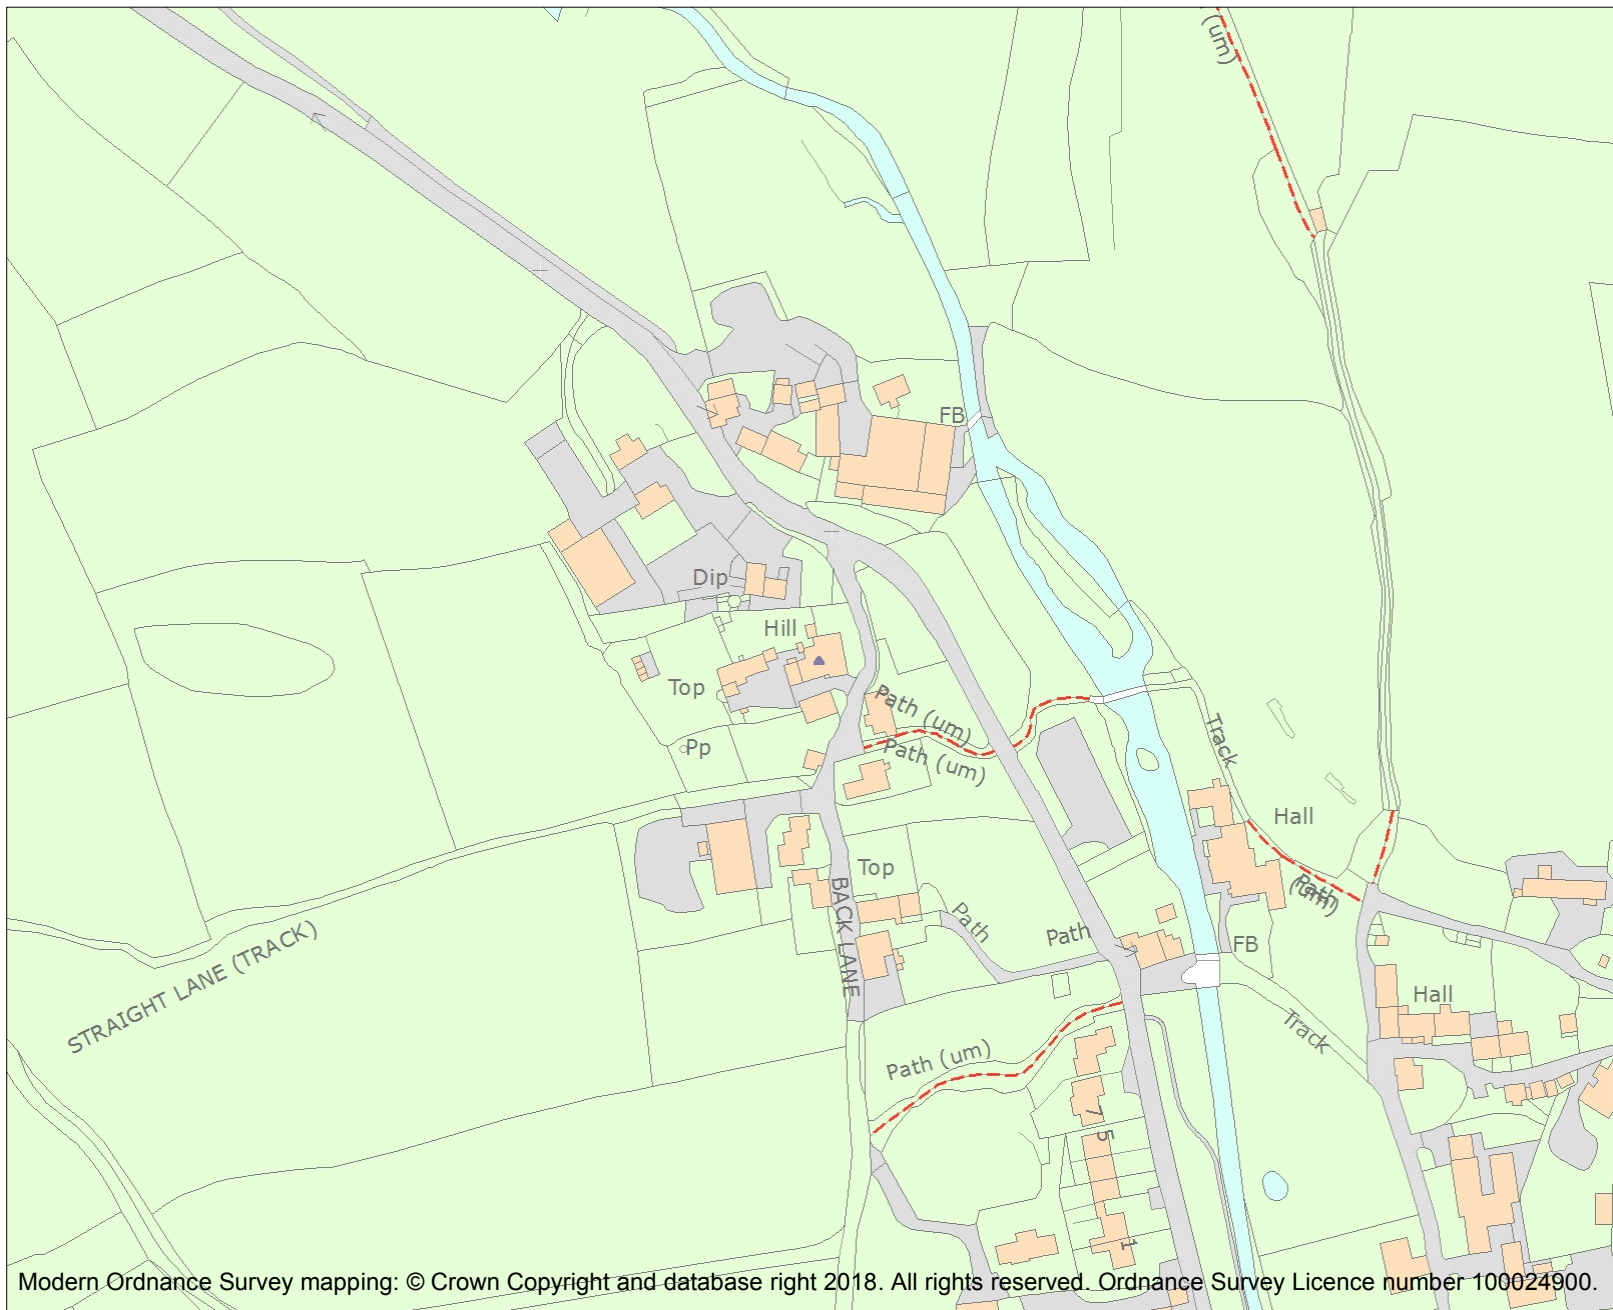 (um)
FB
Dip
Hill
Top
Path (um)
Pp
Path (um)
Track
Hall
Path
(um)
Top
BACK LANE
Path
Path
FB
STRAIGHT LANE (TRACK)
Hall
Track
Path (um)
7
5
1
Modern Ordnance Survey mapping: © Crown Copyright and database right 2018. All rights reserved. Ordnance Survey Licence number 100024900.